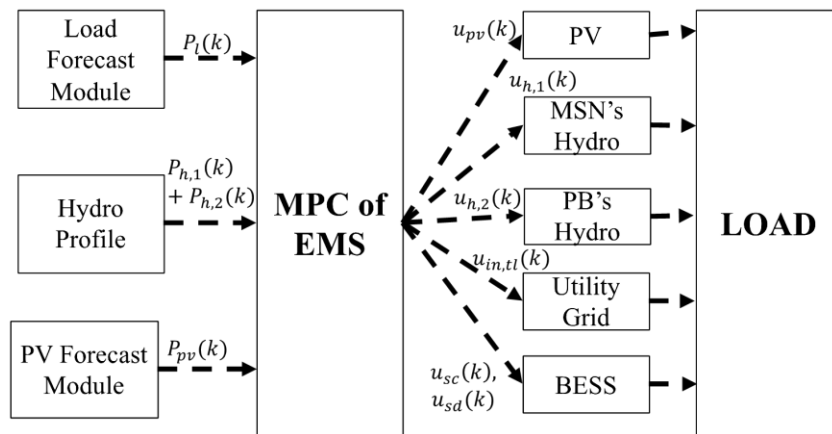 Load
Forecast
Module
P_l(k)
Hydro
Profile
P_{h,1}(k)
+ P_{h,2}(k)
PV Forecast
Module
P_{pv}(k)
MPC of
EMS
u_{pv}(k)
u_{h,1}(k)
u_{h,2}(k)
u_{in,tl}(k)
u_{sc}(k),
u_{sd}(k)
PV
MSN's
Hydro
PB's
Hydro
Utility
Grid
BESS
LOAD